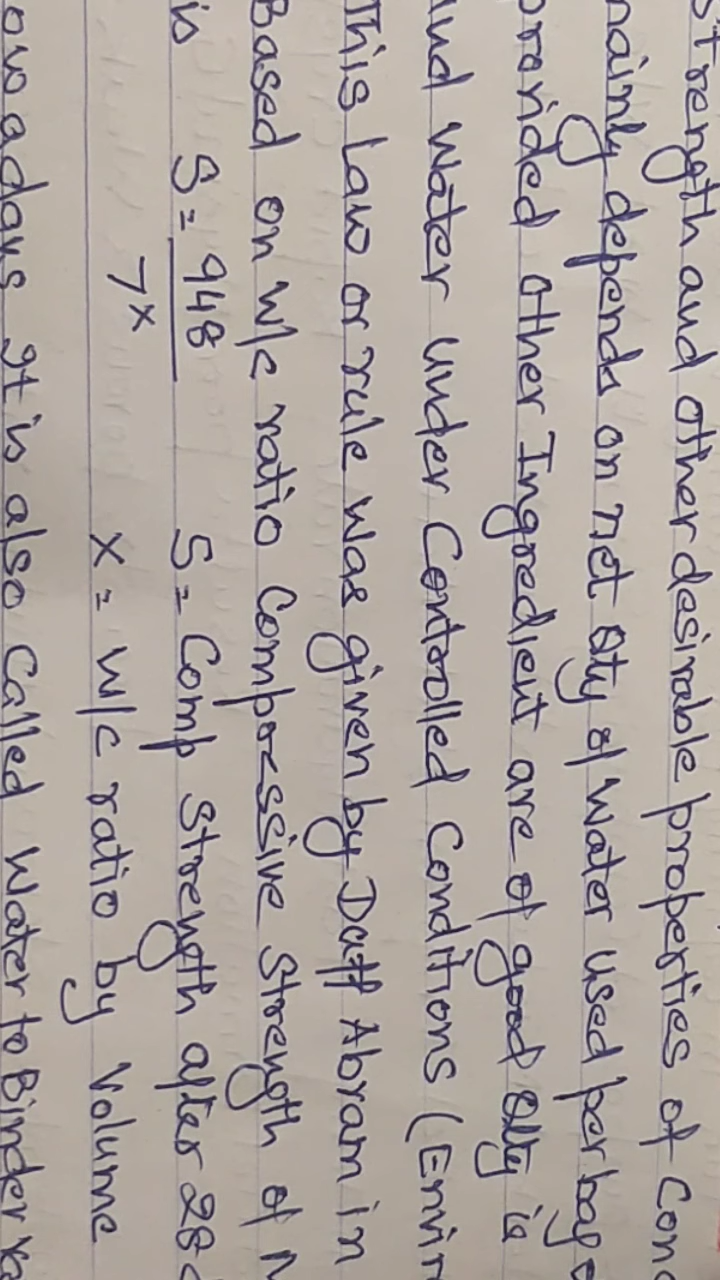 Strength and other desirable properties of Conc
mainly depends on net Qty of Water used per bag o
provided other Ingredient are of good Qlty is
and Water under Controlled Conditions (Envir
This Law or rule was given by Duff Abram in
Based on W/c ratio Compressive Strength of M
is S = 948 / 7^x S = Comp Strength after 28 d
x = W/c ratio by Volume
owadays It is also Called Water to Binder Ra